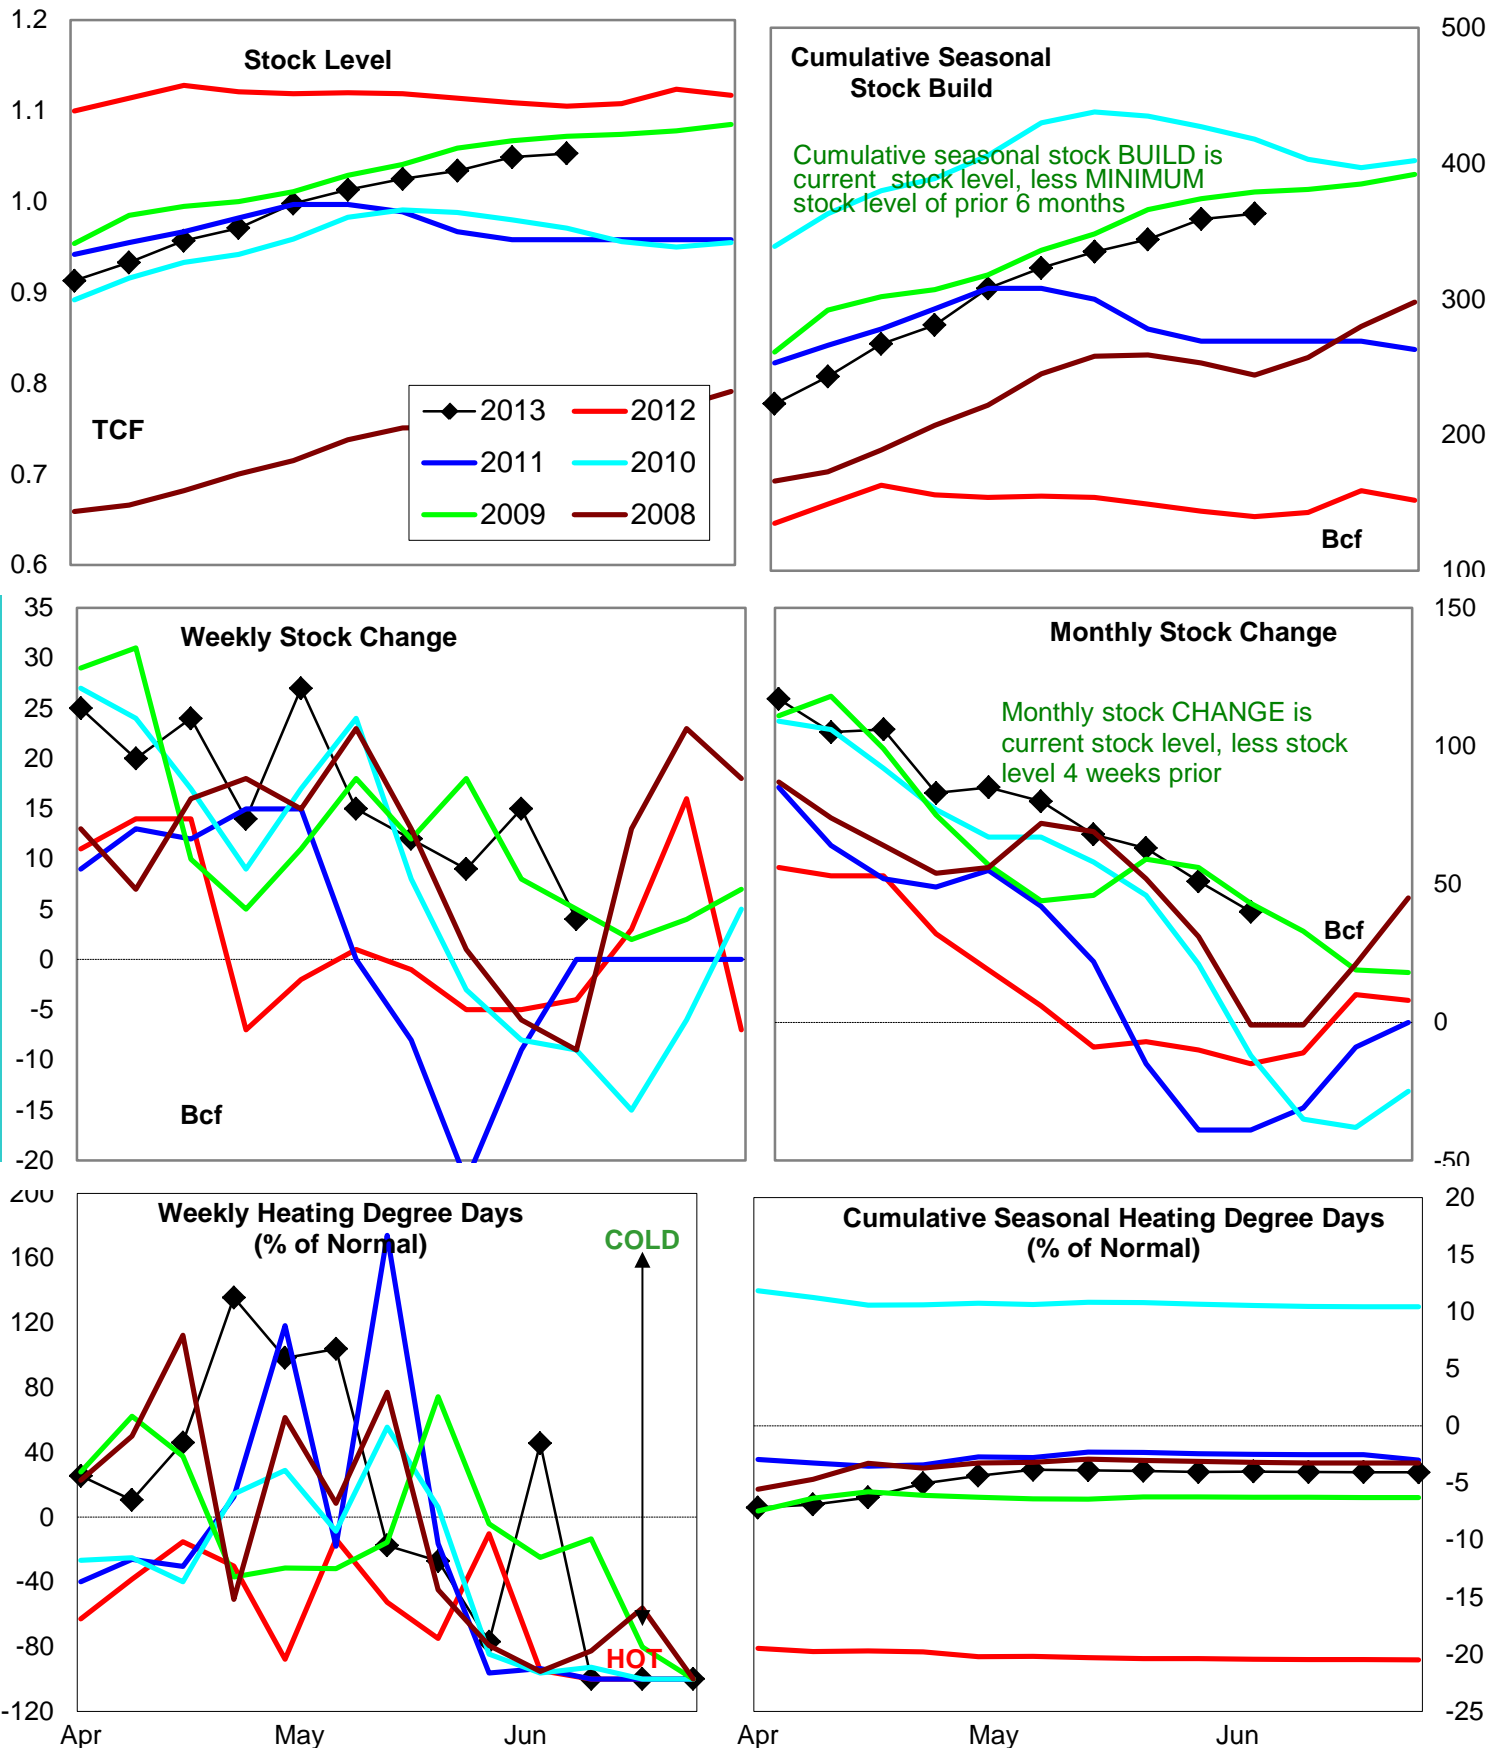 1.2
1.1
1.0
0.9
0.8
0.7
0.6
Stock Level
TCF
2013
2012
2011
2010
2009
2008
Cumulative Seasonal
Stock Build
Cumulative seasonal stock BUILD is
current stock level, less MINIMUM
stock level of prior 6 months
Bcf
500
400
300
200
100
35
30
25
20
15
10
5
0
-5
-10
-15
-20
Weekly Stock Change
Bcf
Monthly Stock Change
Monthly stock CHANGE is
current stock level, less stock
level 4 weeks prior
Bcf
150
100
50
0
-50
200
160
120
80
40
0
-40
-80
-120
Weekly Heating Degree Days
(% of Normal)
COLD
HOT
Apr
May
Jun
Cumulative Seasonal Heating Degree Days
(% of Normal)
20
15
10
5
0
-5
-10
-15
-20
-25
Apr
May
Jun